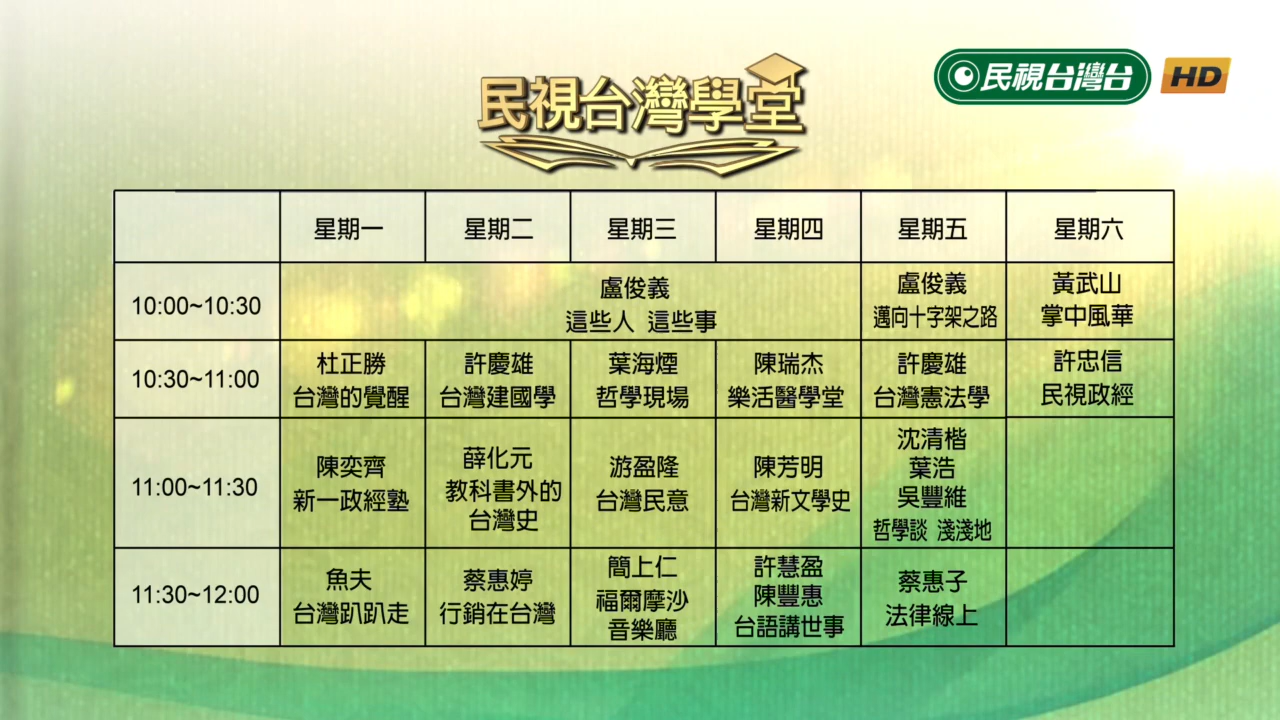 民視台灣學堂
民視台灣台 HD
星期一 星期二 星期三 星期四 星期五 星期六
10:00~10:30
盧俊義
這些人 這些事
盧俊義
邁向十字架之路
黃武山
掌中風華
10:30~11:00
杜正勝
台灣的覺醒
許慶雄
台灣建國學
葉海煙
哲學現場
陳瑞杰
樂活醫學堂
許慶雄
台灣憲法學
許忠信
民視政經
11:00~11:30
陳奕齊
新一政經塾
薛化元
教科書外的
台灣史
游盈隆
台灣民意
陳芳明
台灣新文學史
沈清楷
葉浩
吳豐維
哲學談 淺淺地
11:30~12:00
魚夫
台灣趴趴走
蔡惠婷
行銷在台灣
簡上仁
福爾摩沙
音樂廳
許慧盈
陳豐惠
台語講世事
蔡惠子
法律線上